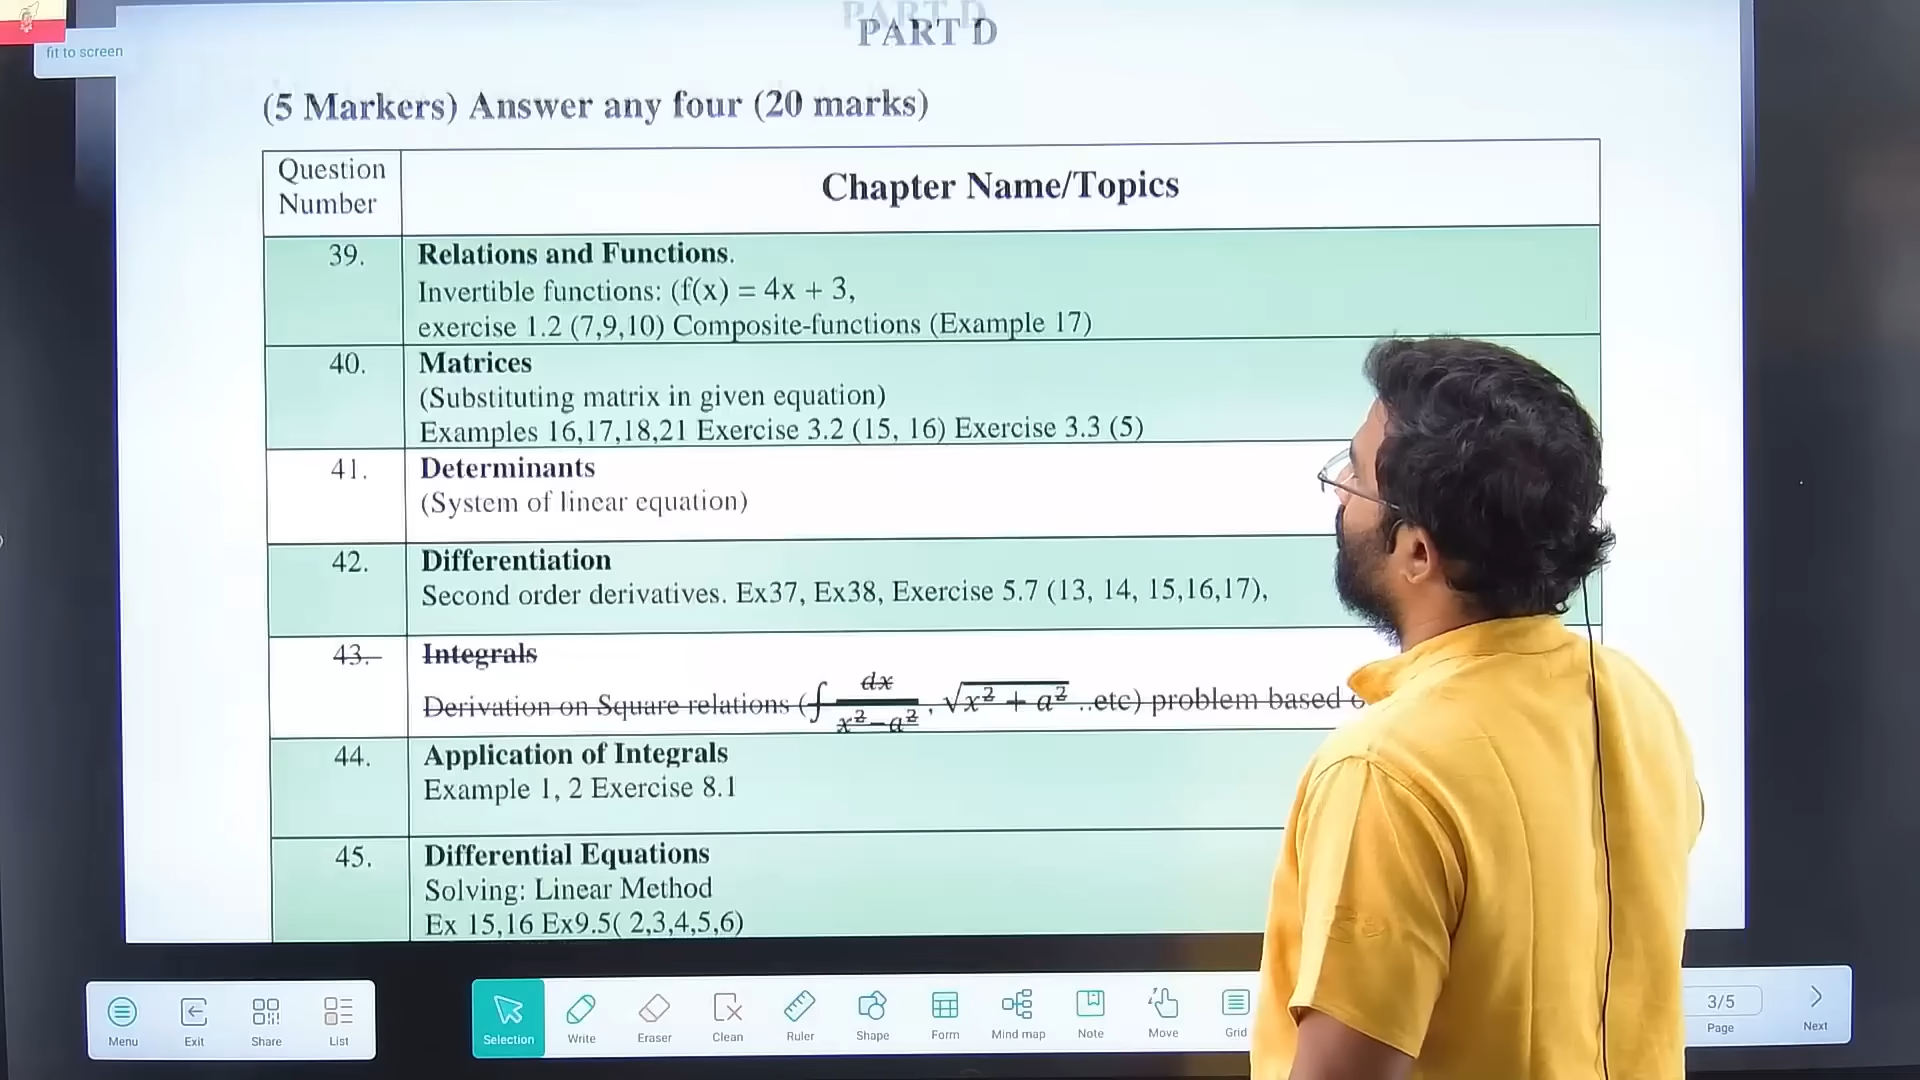 PART D
fit to screen
PART D
(5 Markers) Answer any four (20 marks)
Question
Number
Chapter Name/Topics
39.
Relations and Functions.
Invertible functions: (f(x) = 4x + 3,
exercise 1.2 (7,9,10) Composite-functions (Example 17)
40.
Matrices
(Substituting matrix in given equation)
Examples 16,17,18,21 Exercise 3.2 (15, 16) Exercise 3.3 (5)
41.
Determinants
(System of linear equation)
42.
Differentiation
Second order derivatives. Ex37, Ex38, Exercise 5.7 (13, 14, 15,16,17),
43.
Integrals
Derivation on Square relations (∫ dx/(x² – a²), √(x² + a²) ..etc) problem based
44.
Application of Integrals
Example 1, 2 Exercise 8.1
45.
Differential Equations
Solving: Linear Method
Ex 15,16 Ex9.5( 2,3,4,5,6)
Menu Exit Share List
Selection Write Eraser Clean Ruler Shape Form Mind map Note Move Grid
3/5
Page
Next